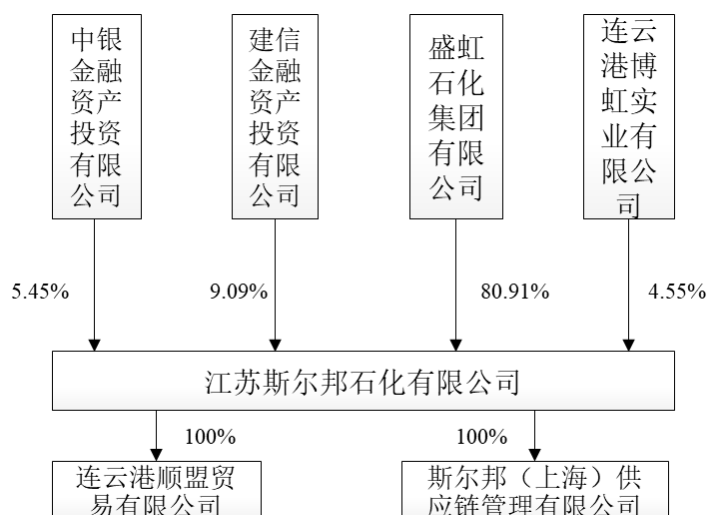 中银
金融
资产
投资
有限
公司
建信
金融
资产
投资
有限
公司
盛虹
石化
集团
有限
公司
连云
港博
虹实
业有
限公
司
5.45%
9.09%
80.91%
4.55%
江苏斯尔邦石化有限公司
100%
100%
连云港顺盟贸
易有限公司
斯尔邦（上海）供
应链管理有限公司